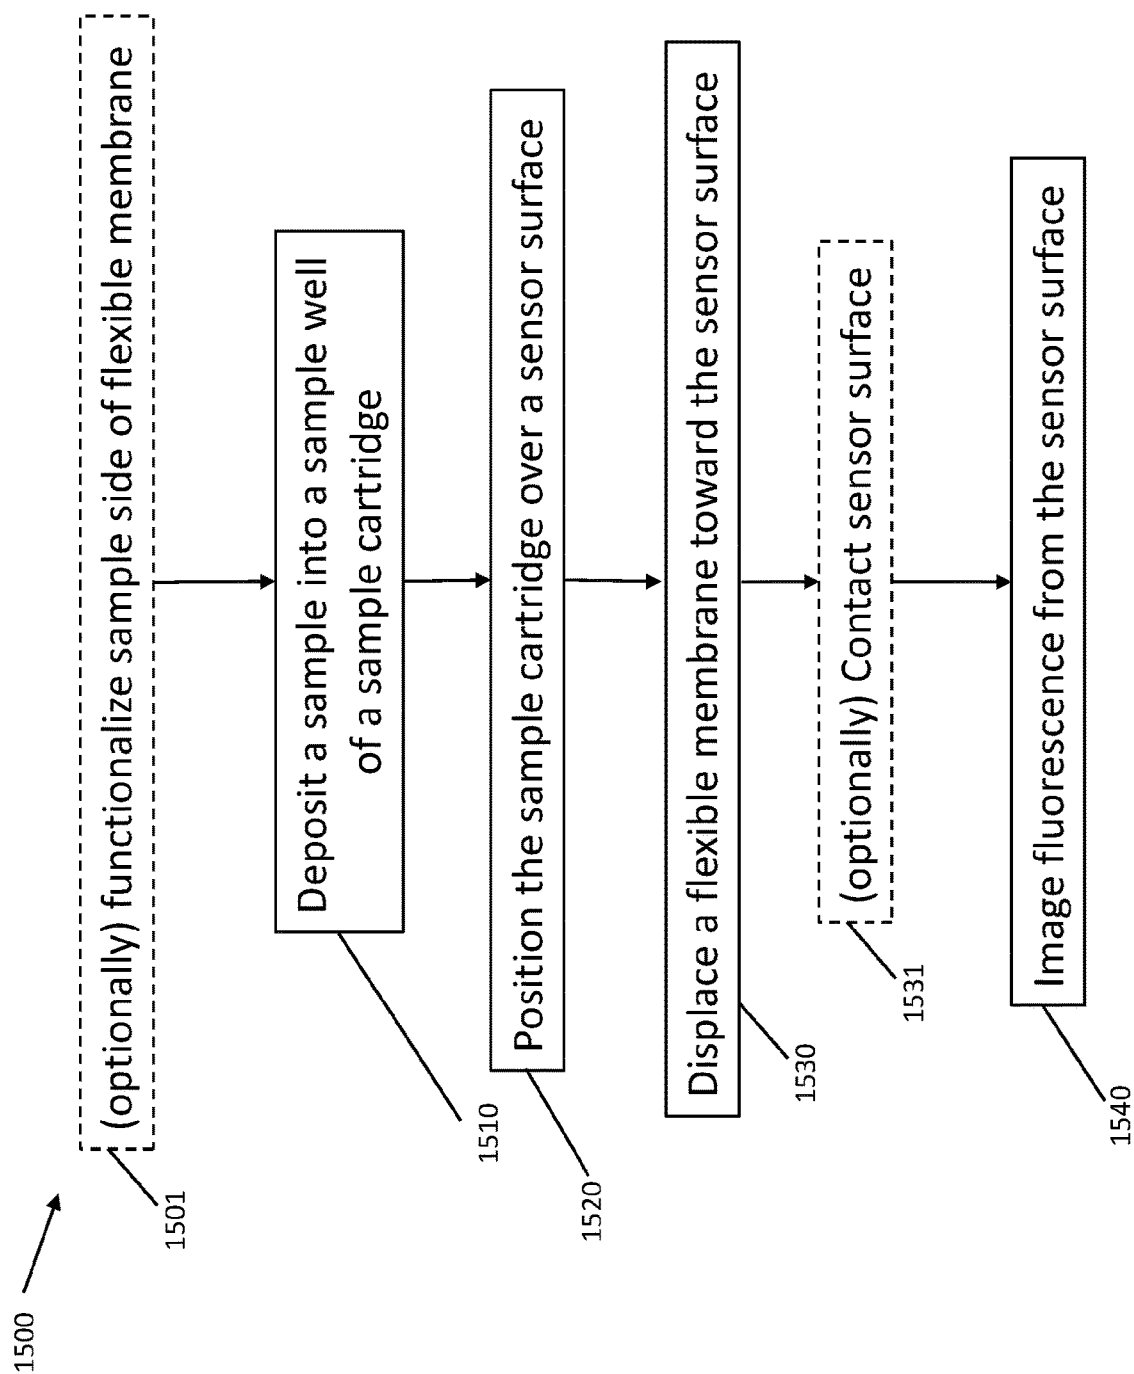 1500
1501
(optionally) functionalize sample side of flexible membrane
1510
Deposit a sample into a sample well
of a sample cartridge
1520
Position the sample cartridge over a sensor surface
1530
Displace a flexible membrane toward the sensor surface
1531
(optionally) Contact sensor surface
1540
Image fluorescence from the sensor surface